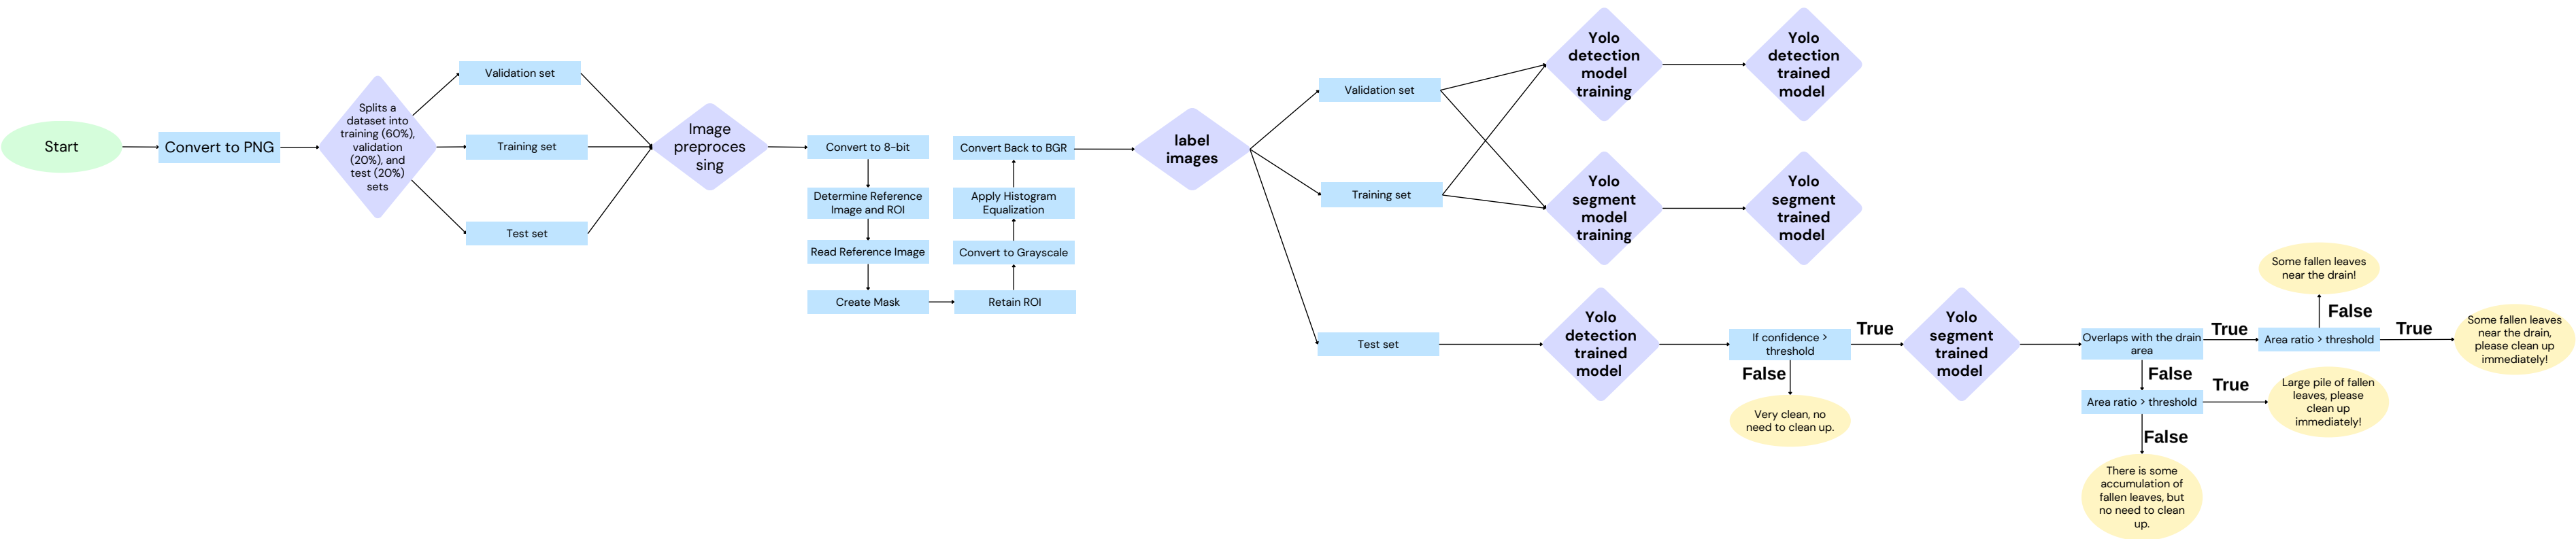 Start
Convert to PNG
Splits a
dataset into
training (60%),
validation
(20%), and
test (20%)
sets
Validation set
Training set
Test set
Image
preproces
sing
Convert to 8-bit
Determine Reference
Image and ROI
Read Reference Image
Create Mask
Retain ROI
Convert to Grayscale
Apply Histogram
Equalization
Convert Back to BGR
label
images
Validation set
Training set
Test set
Yolo
detection
model
training
Yolo
detection
trained
model
Yolo
segment
model
training
Yolo
segment
trained
model
Yolo
detection
trained
model
If confidence >
threshold
True
False
Very clean, no
need to clean up.
Yolo
segment
trained
model
Overlaps with the drain
area
True
Area ratio > threshold
False
Some fallen leaves
near the drain!
True
Some fallen leaves
near the drain,
please clean up
immediately!
False
Area ratio > threshold
True
Large pile of fallen
leaves, please
clean up
immediately!
False
There is some
accumulation of
fallen leaves, but
no need to clean
up.